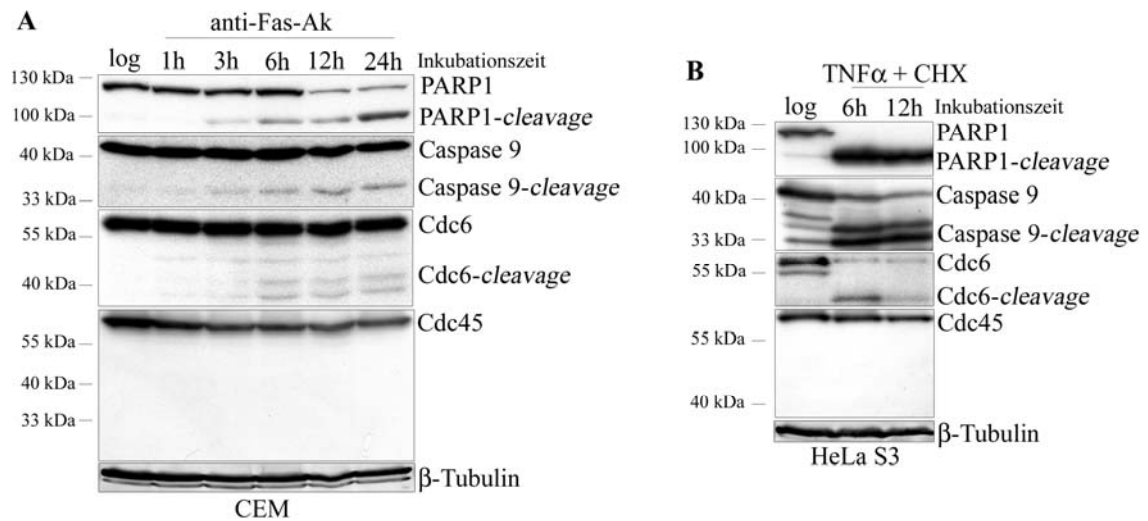 A
anti-Fas-Ak
log 1h 3h 6h 12h 24h Inkubationszeit
130 kDa
PARP1
100 kDa
PARP1-cleavage
40 kDa
Caspase 9
33 kDa
Caspase 9-cleavage
55 kDa
Cdc6
40 kDa
Cdc6-cleavage
Cdc45
55 kDa
40 kDa
33 kDa
β-Tubulin
CEM
B
TNFα + CHX
log 6h 12h Inkubationszeit
130 kDa
PARP1
100 kDa
PARP1-cleavage
40 kDa
Caspase 9
33 kDa
Caspase 9-cleavage
55 kDa
Cdc6
Cdc6-cleavage
Cdc45
55 kDa
40 kDa
β-Tubulin
HeLa S3